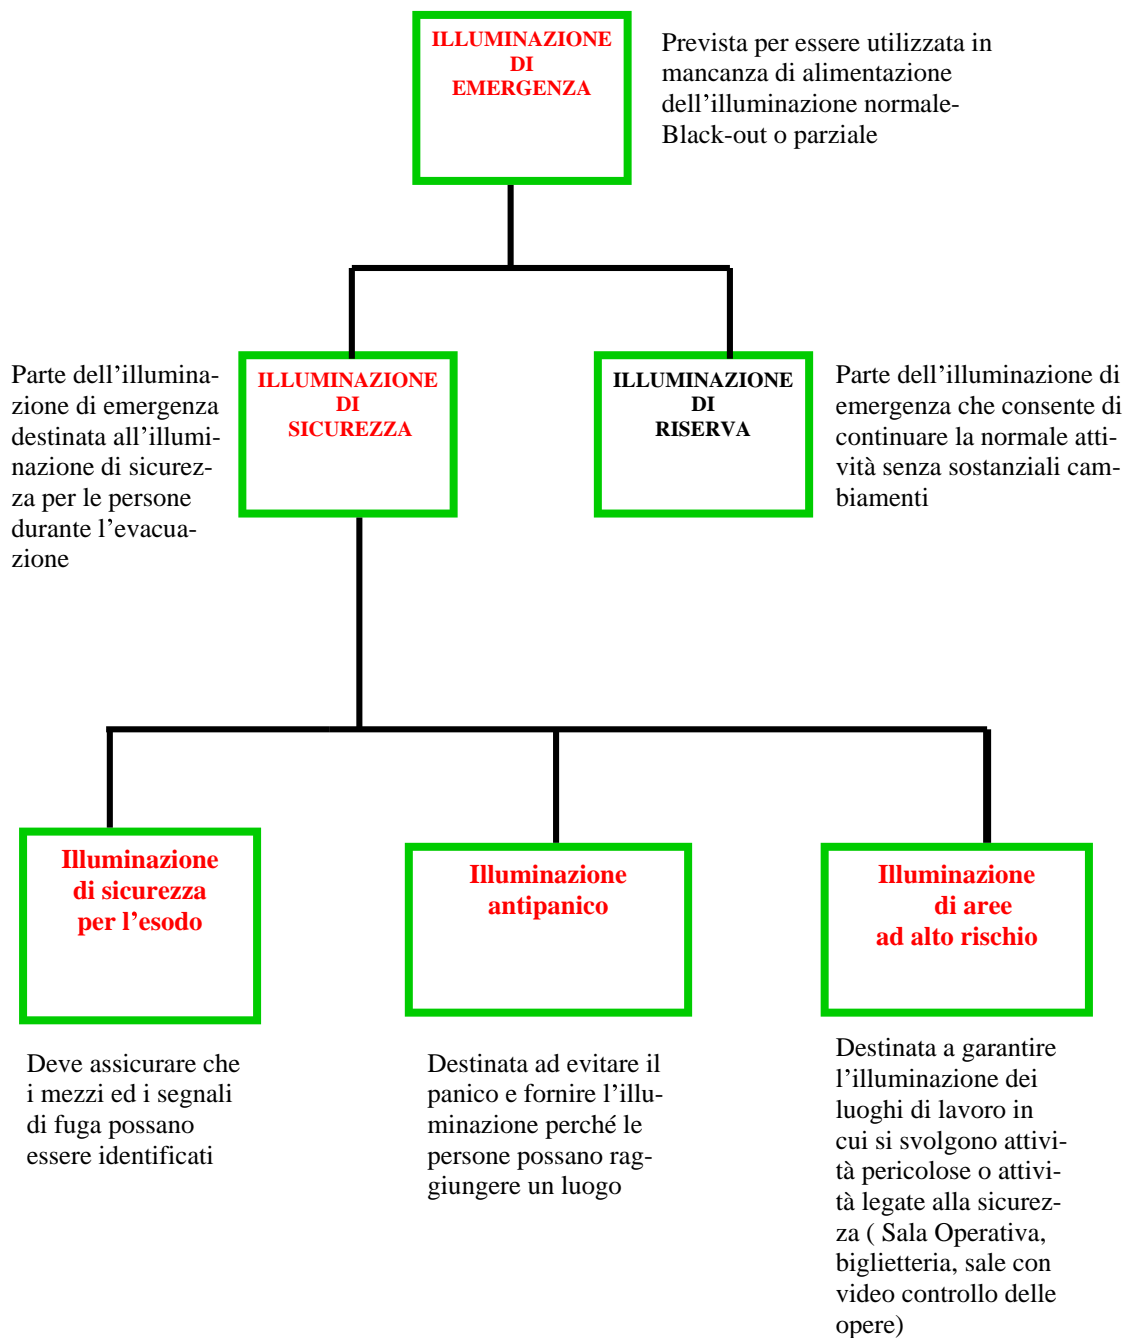 ILLUMINAZIONE
DI
EMERGENZA
Prevista per essere utilizzata in
mancanza di alimentazione
dell’illuminazione normale-
Black-out o parziale
Parte dell’illumina-
zione di emergenza
destinata all’illumi-
nazione di sicurez-
za per le persone
durante l’evacua-
zione
ILLUMINAZIONE
DI
SICUREZZA
ILLUMINAZIONE
DI
RISERVA
Parte dell’illuminazione di
emergenza che consente di
continuare la normale atti-
vità senza sostanziali cam-
biamenti
Illuminazione
di sicurezza
per l’esodo
Deve assicurare che
i mezzi ed i segnali
di fuga possano
essere identificati
Illuminazione
antipanico
Destinata ad evitare il
panico e fornire l’illu-
minazione perché le
persone possano rag-
giungere un luogo
Illuminazione
di aree
ad alto rischio
Destinata a garantire
l’illuminazione dei
luoghi di lavoro in
cui si svolgono attivi-
tà pericolose o attivi-
tà legate alla sicurez-
za ( Sala Operativa,
biglietteria, sale con
video controllo delle
opere)